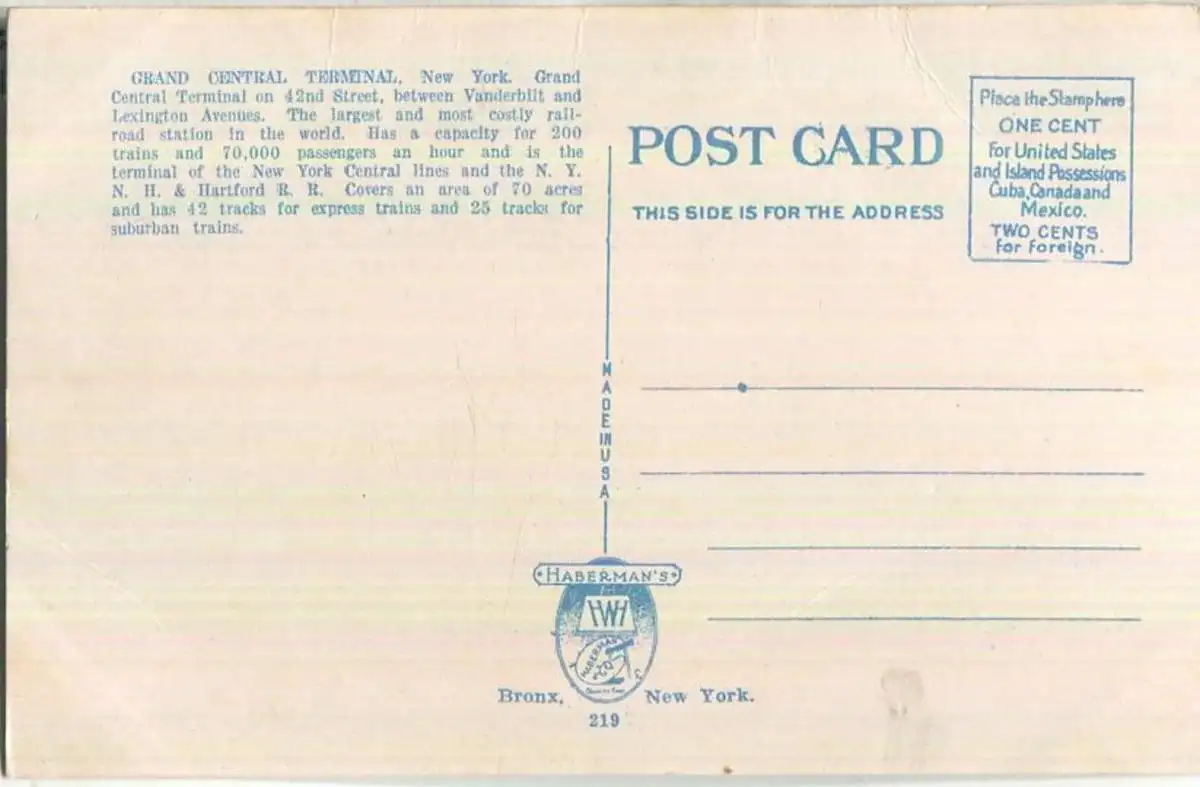 GRAND CENTRAL TERMINAL, New York. Grand
Central Terminal on 42nd Street, between Vanderbilt and
Lexington Avenues. The largest and most costly rail-
road station in the world. Has a capacity for 200
trains and 70,000 passengers an hour and is the
terminal of the New York Central lines and the N. Y.
N. H. & Hartford R. R. Covers an area of 70 acres
and has 42 tracks for express trains and 25 tracks for
suburban trains.
POST CARD
THIS SIDE IS FOR THE ADDRESS
Place the Stamp here
ONE CENT
For United States
and Island Possessions
Cuba, Canada and
Mexico.
TWO CENTS
for foreign.
MADE IN USA
HABERMAN'S
HWH
HABERMAN
Bronx, New York.
219